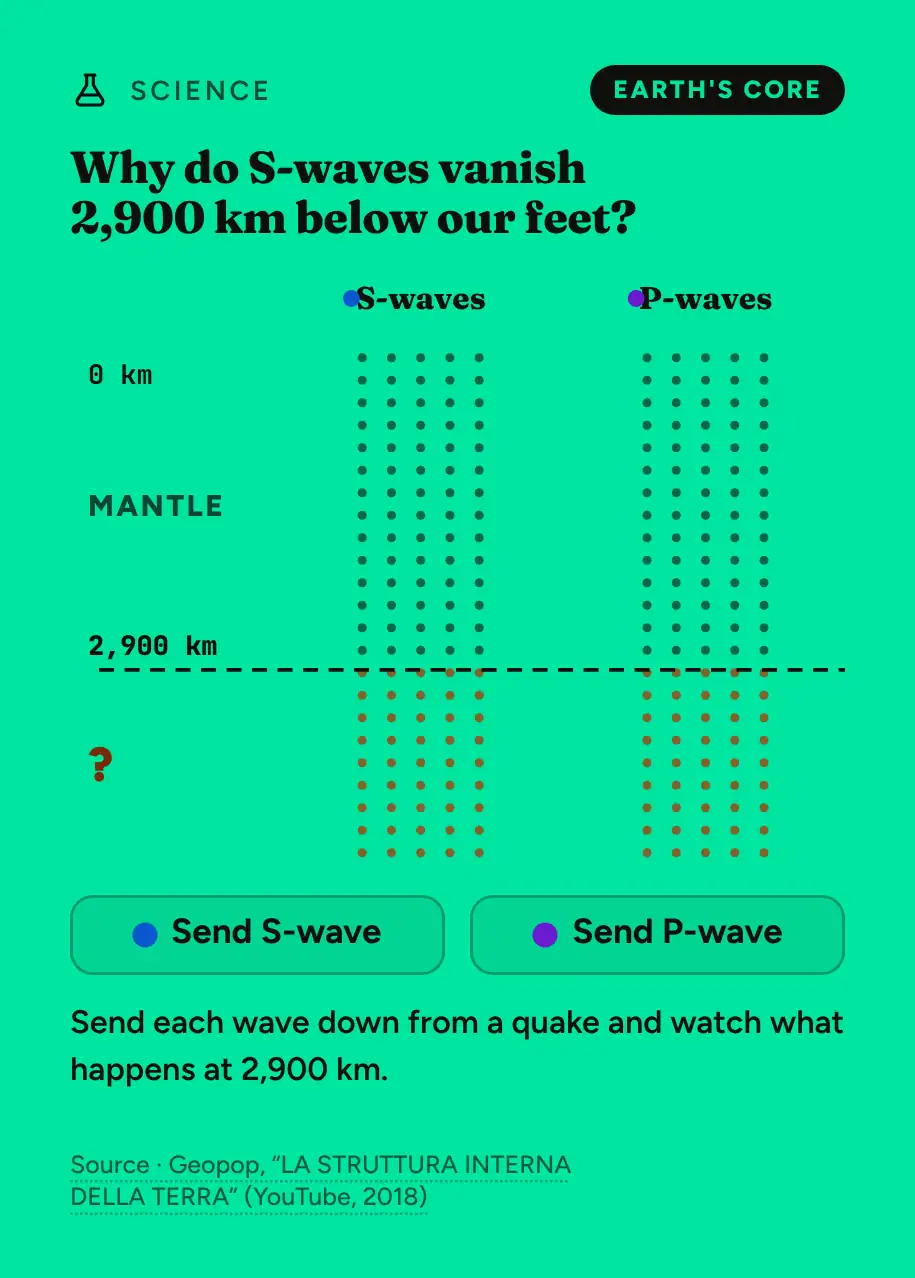 SCIENCE
EARTH'S CORE
Why do S-waves vanish
2,900 km below our feet?
S-waves
P-waves
0 km
MANTLE
2,900 km
?
Send S-wave
Send P-wave
Send each wave down from a quake and watch what
happens at 2,900 km.
Source · Geopop, “LA STRUTTURA INTERNA
DELLA TERRA” (YouTube, 2018)